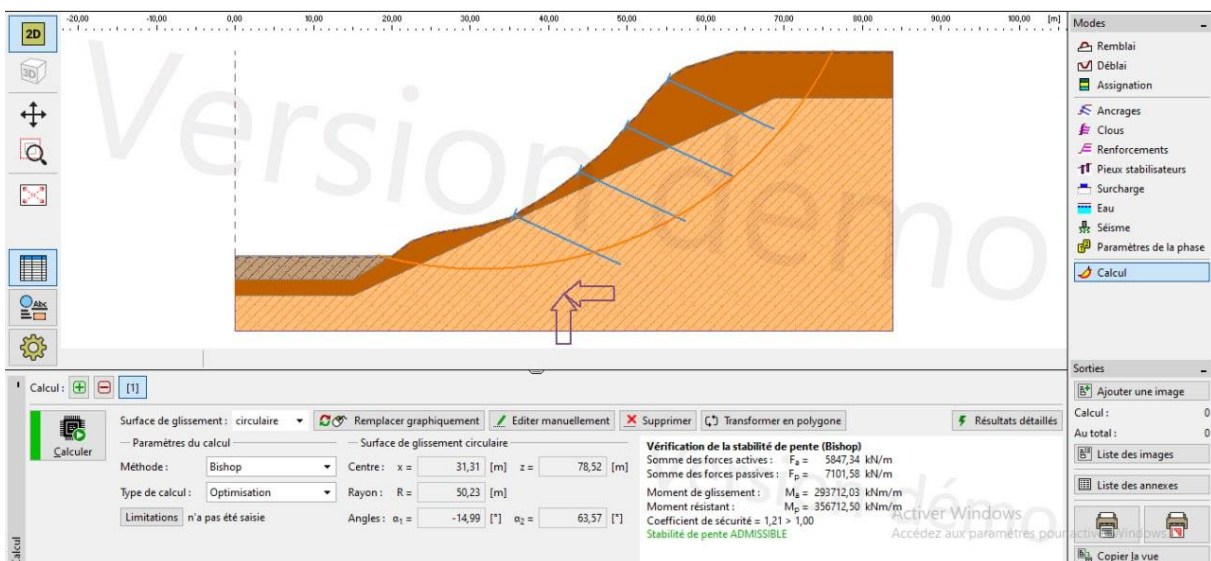 -20,00 -10,00 0,00 10,00 20,00 30,00 40,00 50,00 60,00 70,00 80,00 90,00 100,00 [m]
2D
3D
Abc
Version démo
Modes
Remblai
Déblai
Assignation
Ancrages
Clous
Renforcements
Pieux stabilisateurs
Surcharge
Eau
Séisme
Paramètres de la phase
Calcul
Calcul : [1]
Calculer
Surface de glissement : circulaire Remplacer graphiquement Editer manuellement Supprimer Transformer en polygone Résultats détaillés
Paramètres du calcul
Méthode : Bishop
Type de calcul : Optimisation
Limitations n'a pas été saisie
Surface de glissement circulaire
Centre : x = 31,31 [m] z = 78,52 [m]
Rayon : R = 50,23 [m]
Angles : α1 = -14,99 [°] α2 = 63,57 [°]
Vérification de la stabilité de pente (Bishop)
Somme des forces actives : Fa = 5847,34 kN/m
Somme des forces passives : Fp = 7101,58 kN/m
Moment de glissement : Ma = 293712,03 kNm/m
Moment résistant : Mp = 356712,50 kNm/m
Coefficient de sécurité = 1,21 > 1,00
Stabilité de pente ADMISSIBLE
Version démo
Activer Windows
Accédez aux paramètres pour activer Windows.
Calcul
Sorties
Ajouter une image
Calcul : 0
Au total : 0
Liste des images
Liste des annexes
Copier la vue